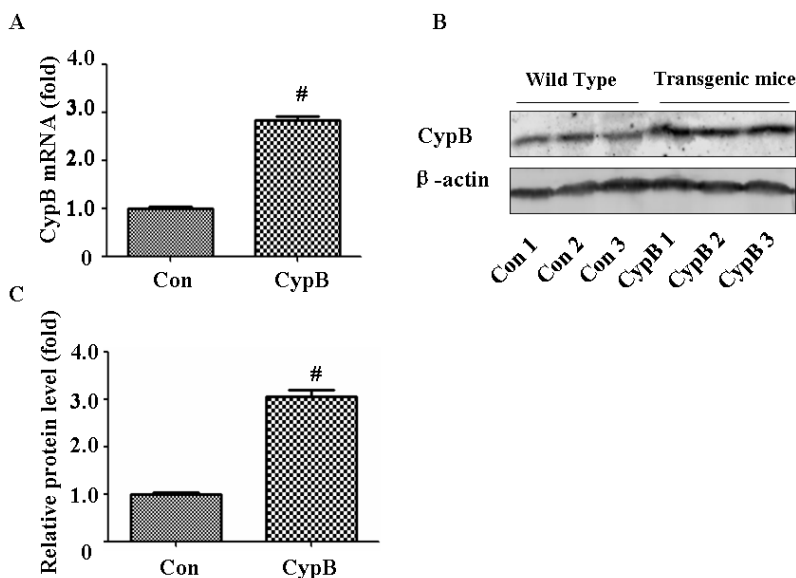 A
CypB mRNA (fold)
4.0
3.0
2.0
1.0
0
#
Con
CypB
B
Wild Type
Transgenic mice
CypB
β -actin
Con 1
Con 2
Con 3
CypB 1
CypB 2
CypB 3
C
Relative protein level (fold)
4.0
3.0
2.0
1.0
0
#
Con
CypB